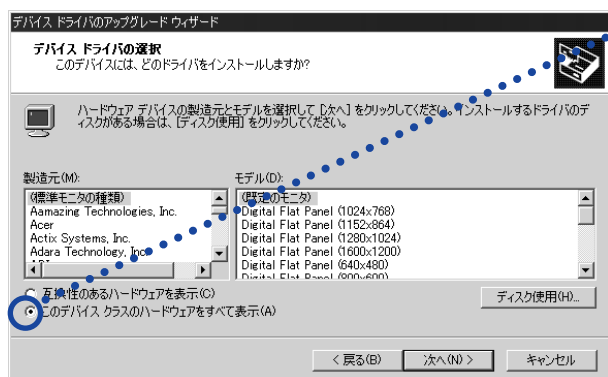 デバイス ドライバのアップグレード ウィザード
デバイス ドライバの選択
このデバイスには、どのドライバをインストールしますか?
ハードウェア デバイスの製造元とモデルを選択して [次へ] をクリックしてください。インストールするドライバのデ
ィスクがある場合は、[ディスク使用] をクリックしてください。
製造元(M):
モデル(D):
(標準モニタの種類)
Aamazing Technologies, Inc.
Acer
Actix Systems, Inc.
Adara Technology, Inc.
(既定のモニタ)
Digital Flat Panel (1024x768)
Digital Flat Panel (1152x864)
Digital Flat Panel (1280x1024)
Digital Flat Panel (1600x1200)
Digital Flat Panel (640x480)
Digital Flat Panel (800x600)
互換性のあるハードウェアを表示(C)
このデバイス クラスのハードウェアをすべて表示(A)
ディスク使用(H)...
< 戻る(B)
次へ(N) >
キャンセル